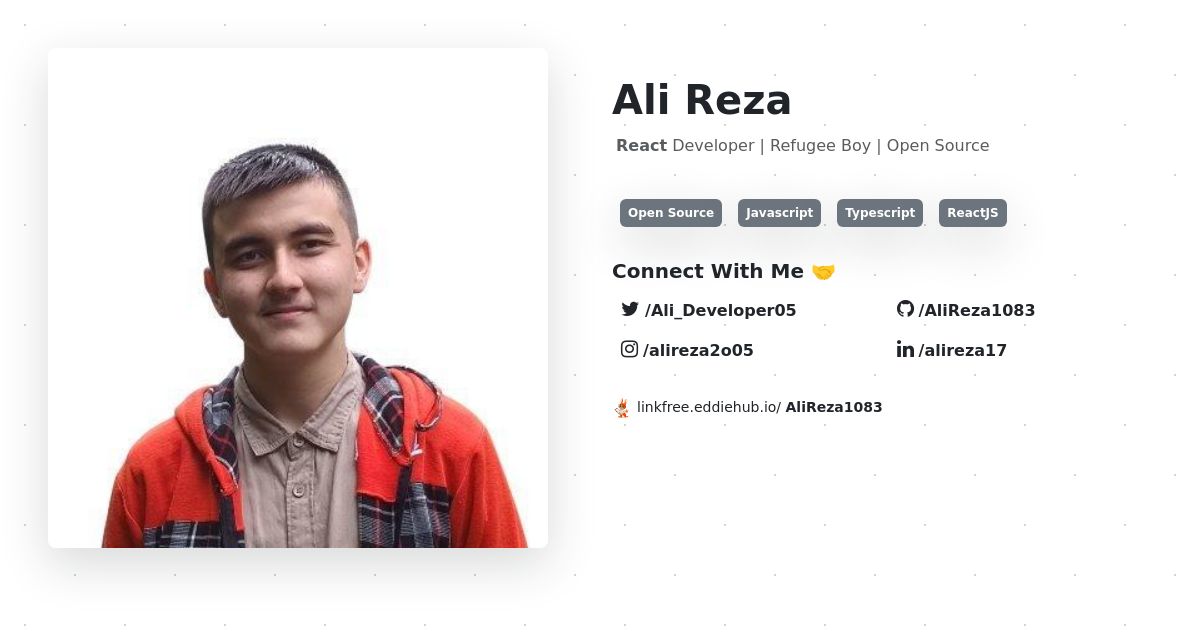 Ali Reza
React Developer | Refugee Boy | Open Source
Open Source Javascript Typescript ReactJS
Connect With Me 🤝
/Ali_Developer05 /AliReza1083
/alireza2o05 /alireza17
linkfree.eddiehub.io/ AliReza1083